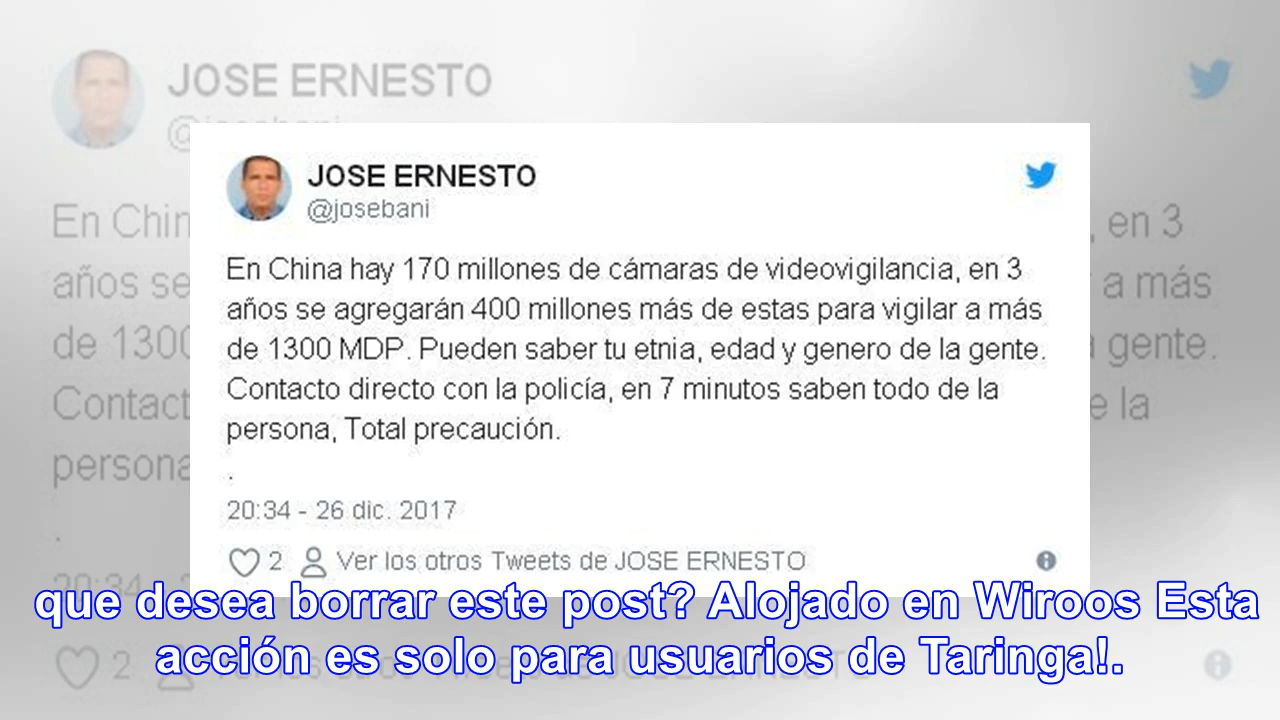 JOSE ERNESTO
@josebani
En China hay 170 millones de cámaras de videovigilancia, en 3
años se agregarán 400 millones más de estas para vigilar a más
de 1300 MDP. Pueden saber tu etnia, edad y genero de la gente.
Contacto directo con la policía, en 7 minutos saben todo de la
persona, Total precaución.
.
20:34 - 26 dic. 2017
2 Ver los otros Tweets de JOSE ERNESTO
que desea borrar este post? Alojado en Wiroos Esta
acción es solo para usuarios de Taringa!.